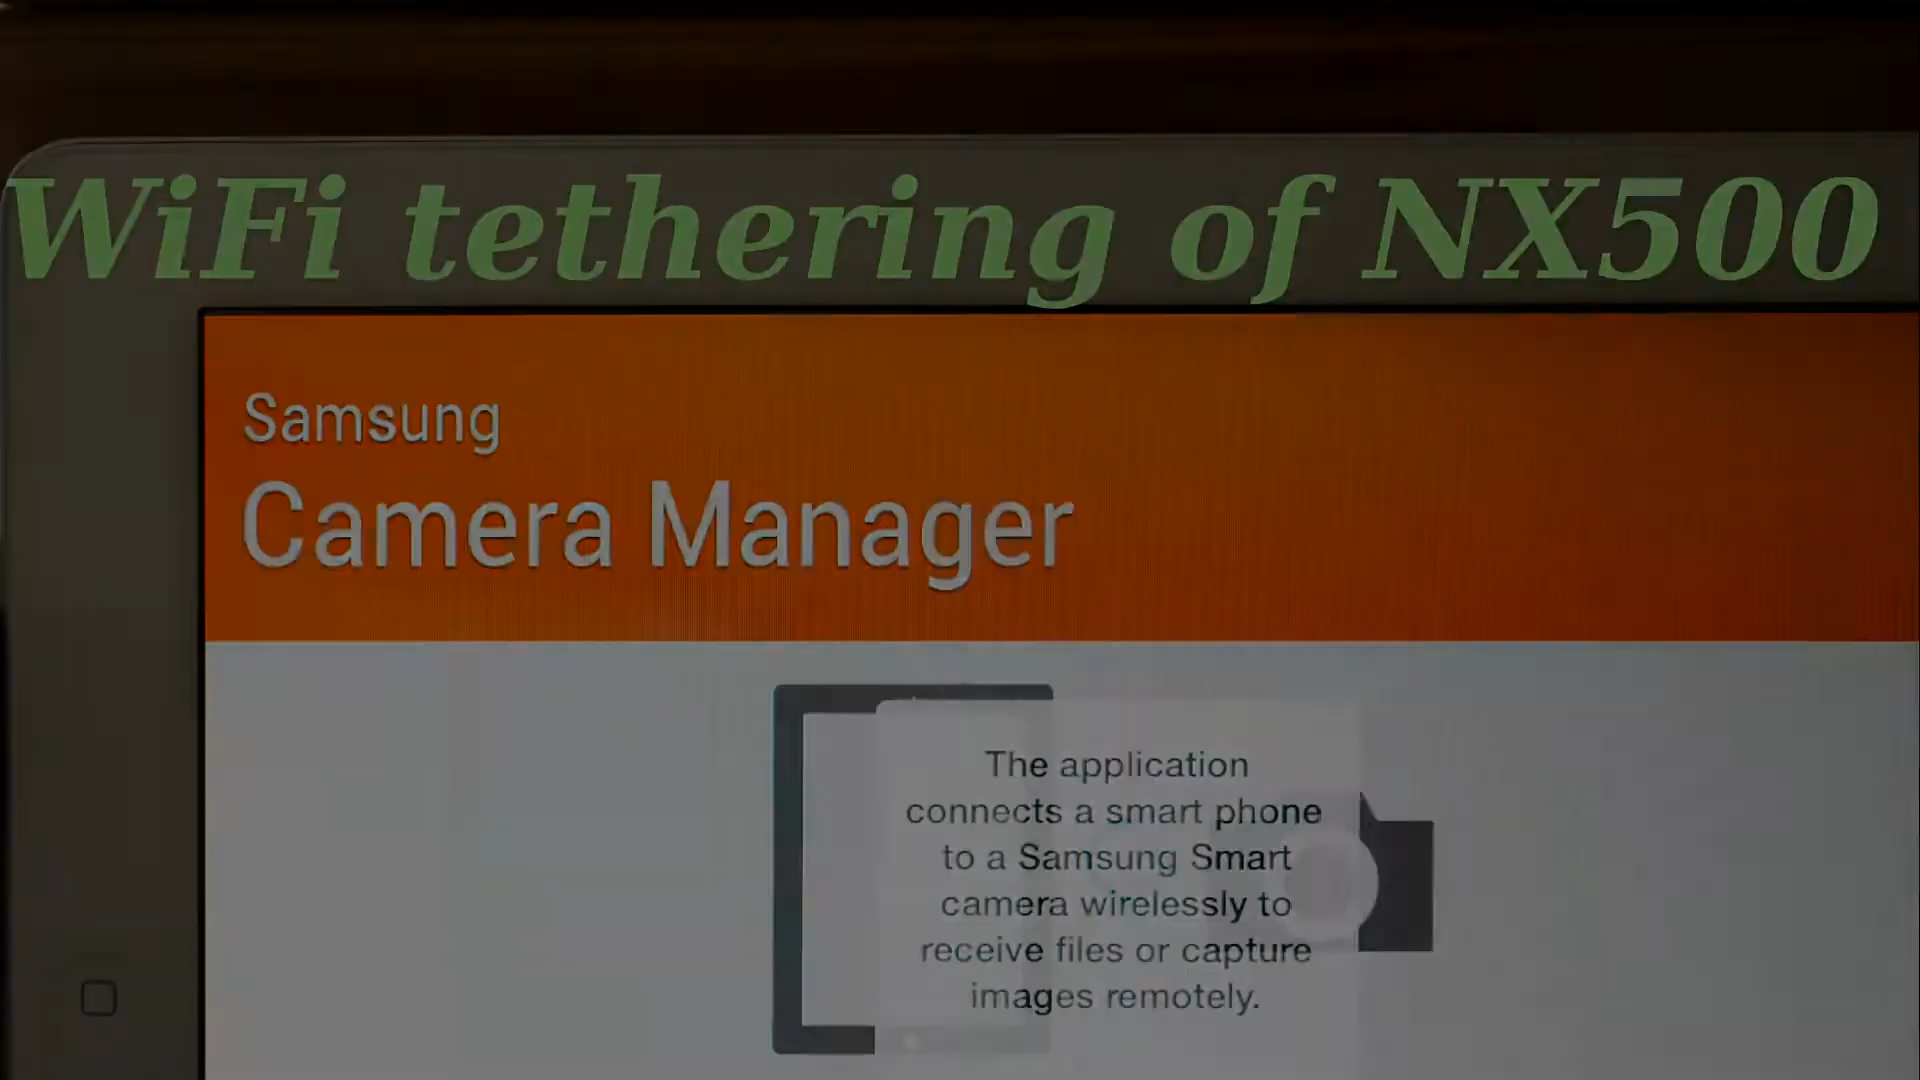 WiFi tethering of NX500
Samsung
Camera Manager
The application
connects a smart phone
to a Samsung Smart
camera wirelessly to
receive files or capture
images remotely.